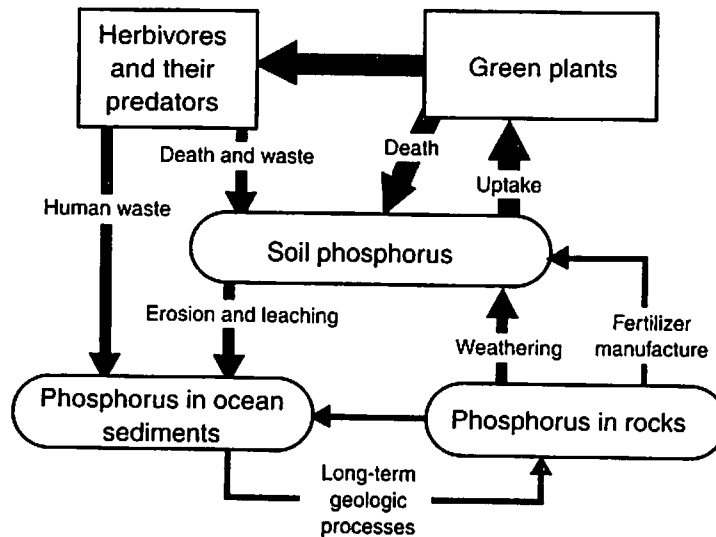 Herbivores
and their
predators
Green plants
Death and waste
Death
Uptake
Human waste
Soil phosphorus
Erosion and leaching
Weathering
Fertilizer
manufacture
Phosphorus in ocean
sediments
Phosphorus in rocks
Long-term
geologic
processes